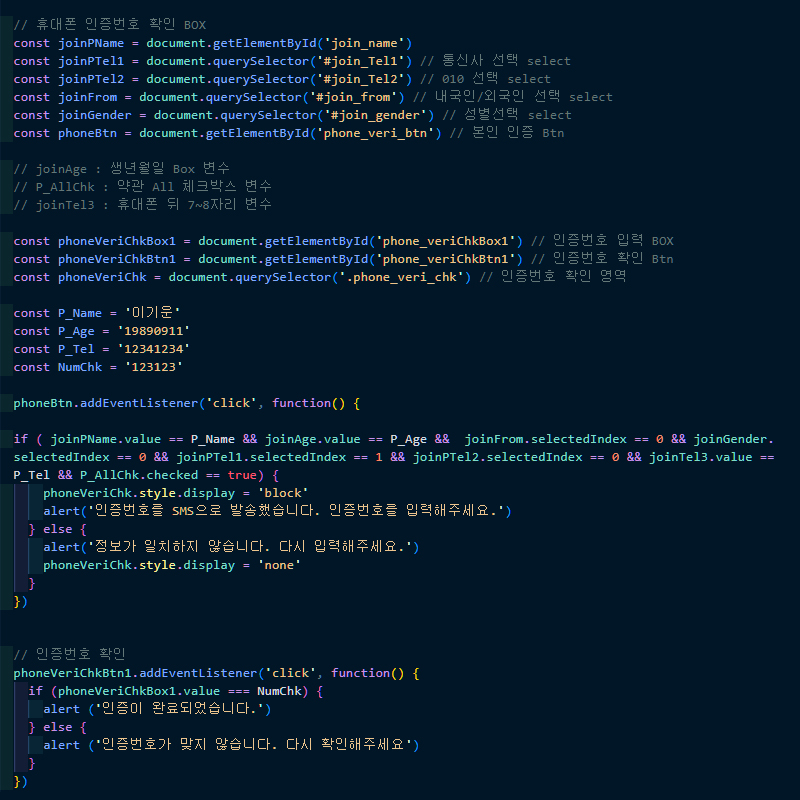 // 휴대폰 인증번호 확인 BOX
const joinPName = document.getElementById('join_name')
const joinPTel1 = document.querySelector('#join_Tel1') // 통신사 선택 select
const joinPTel2 = document.querySelector('#join_Tel2') // 010 선택 select
const joinFrom = document.querySelector('#join_from') // 내국인/외국인 선택 select
const joinGender = document.querySelector('#join_gender') // 성별선택 select
const phoneBtn = document.getElementById('phone_veri_btn') // 본인 인증 Btn
// joinAge : 생년월일 Box 변수
// P_AllChk : 약관 All 체크박스 변수
// joinTel3 : 휴대폰 뒤 7~8자리 변수
const phoneVeriChkBox1 = document.getElementById('phone_veriChkBox1') // 인증번호 입력 BOX
const phoneVeriChkBtn1 = document.getElementById('phone_veriChkBtn1') // 인증번호 확인 Btn
const phoneVeriChk = document.querySelector('.phone_veri_chk') // 인증번호 확인 영역
const P_Name = '이기운'
const P_Age = '19890911'
const P_Tel = '12341234'
const NumChk = '123123'
phoneBtn.addEventListener('click', function() {
if ( joinPName.value == P_Name && joinAge.value == P_Age &&  joinFrom.selectedIndex == 0 && joinGender.
selectedIndex == 0 && joinPTel1.selectedIndex == 1 && joinPTel2.selectedIndex == 0 && joinTel3.value ==
P_Tel && P_AllChk.checked == true) {
phoneVeriChk.style.display = 'block'
alert('인증번호를 SMS으로 발송했습니다. 인증번호를 입력해주세요.')
} else {
alert('정보가 일치하지 않습니다. 다시 입력해주세요.')
phoneVeriChk.style.display = 'none'
}
})
// 인증번호 확인
phoneVeriChkBtn1.addEventListener('click', function() {
if (phoneVeriChkBox1.value === NumChk) {
alert ('인증이 완료되었습니다.')
} else {
alert ('인증번호가 맞지 않습니다. 다시 확인해주세요')
}
})